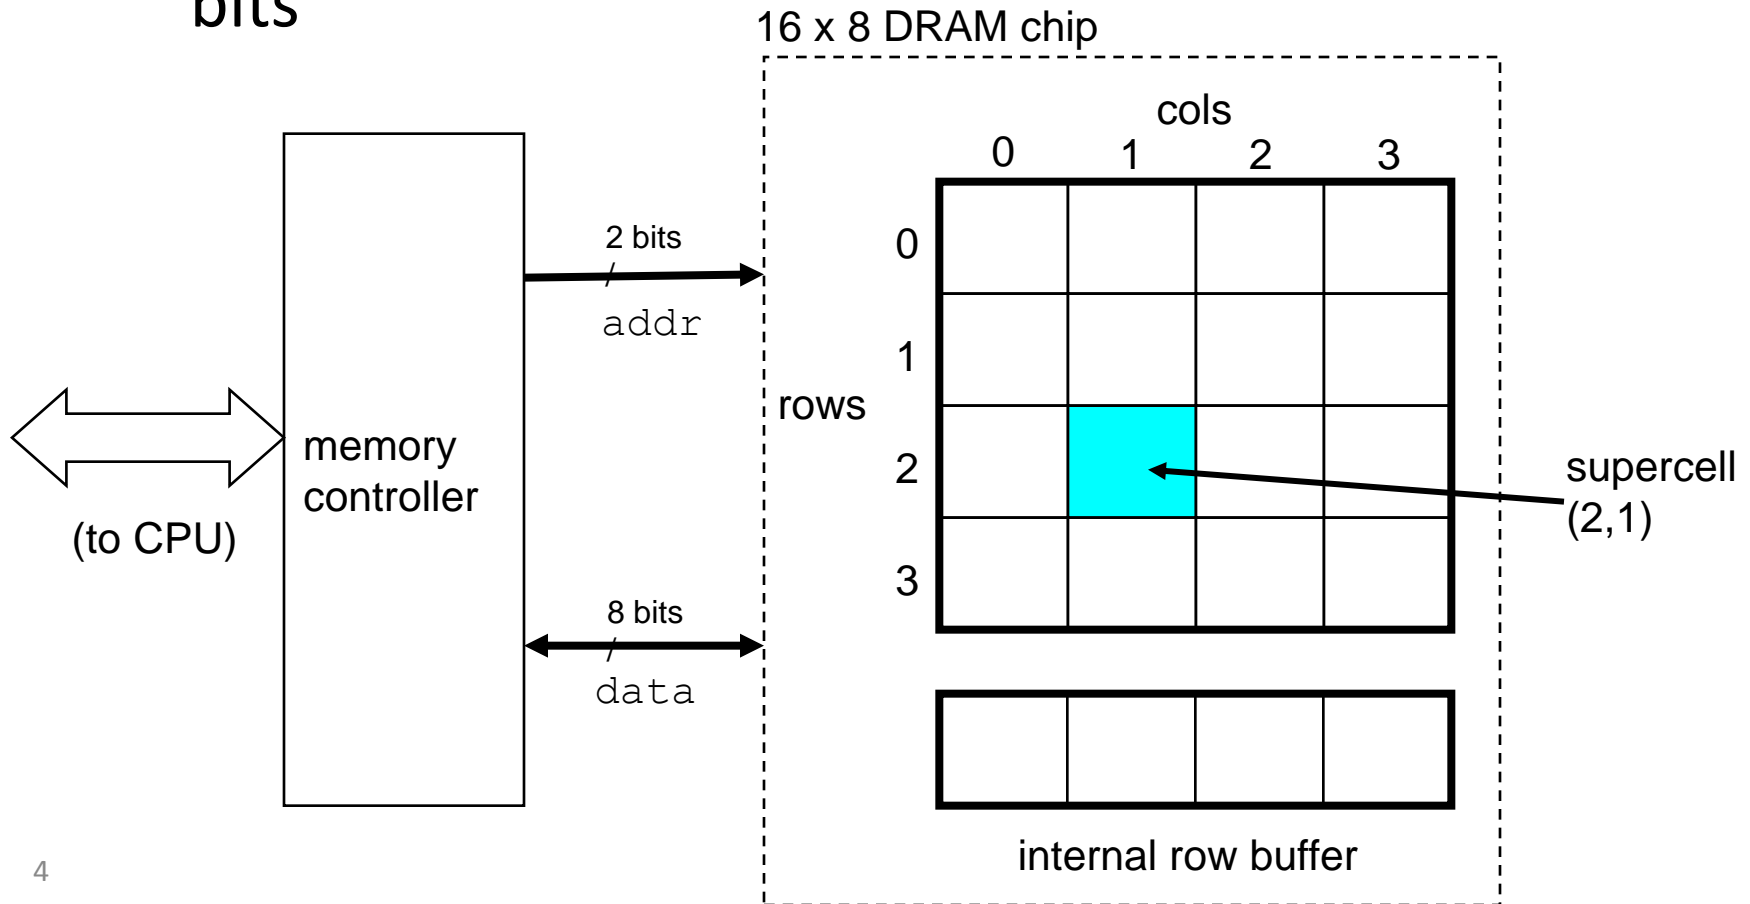 bits
16 x 8 DRAM chip
cols
0 1 2 3
2 bits
addr
0
1
rows
memory
controller
2
supercell
(2,1)
(to CPU)
3
8 bits
data
internal row buffer
4